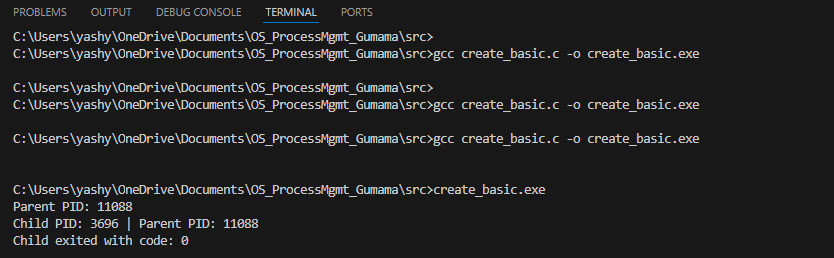 PROBLEMS OUTPUT DEBUG CONSOLE TERMINAL PORTS
C:\Users\yashy\OneDrive\Documents\OS_ProcessMgmt_Gumama\src>
C:\Users\yashy\OneDrive\Documents\OS_ProcessMgmt_Gumama\src>gcc create_basic.c -o create_basic.exe
C:\Users\yashy\OneDrive\Documents\OS_ProcessMgmt_Gumama\src>
C:\Users\yashy\OneDrive\Documents\OS_ProcessMgmt_Gumama\src>gcc create_basic.c -o create_basic.exe
C:\Users\yashy\OneDrive\Documents\OS_ProcessMgmt_Gumama\src>gcc create_basic.c -o create_basic.exe
C:\Users\yashy\OneDrive\Documents\OS_ProcessMgmt_Gumama\src>create_basic.exe
Parent PID: 11088
Child PID: 3696 | Parent PID: 11088
Child exited with code: 0